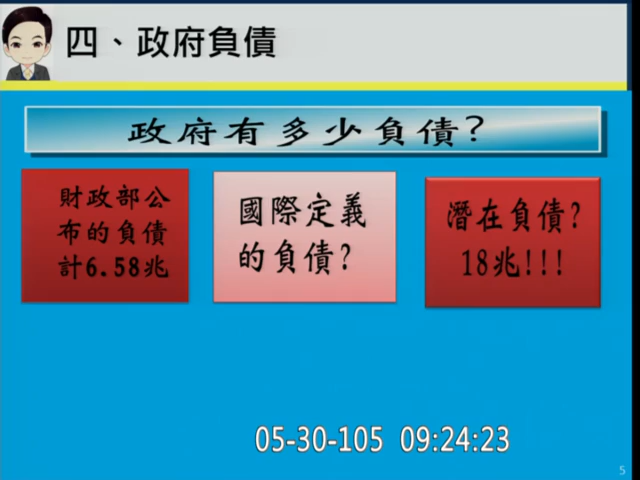 四、政府負債
政府有多少負債?
財政部公
布的負債
計6.58兆
國際定義
的負債?
潛在負債?
18兆!!!
05-30-105 09:24:23
5